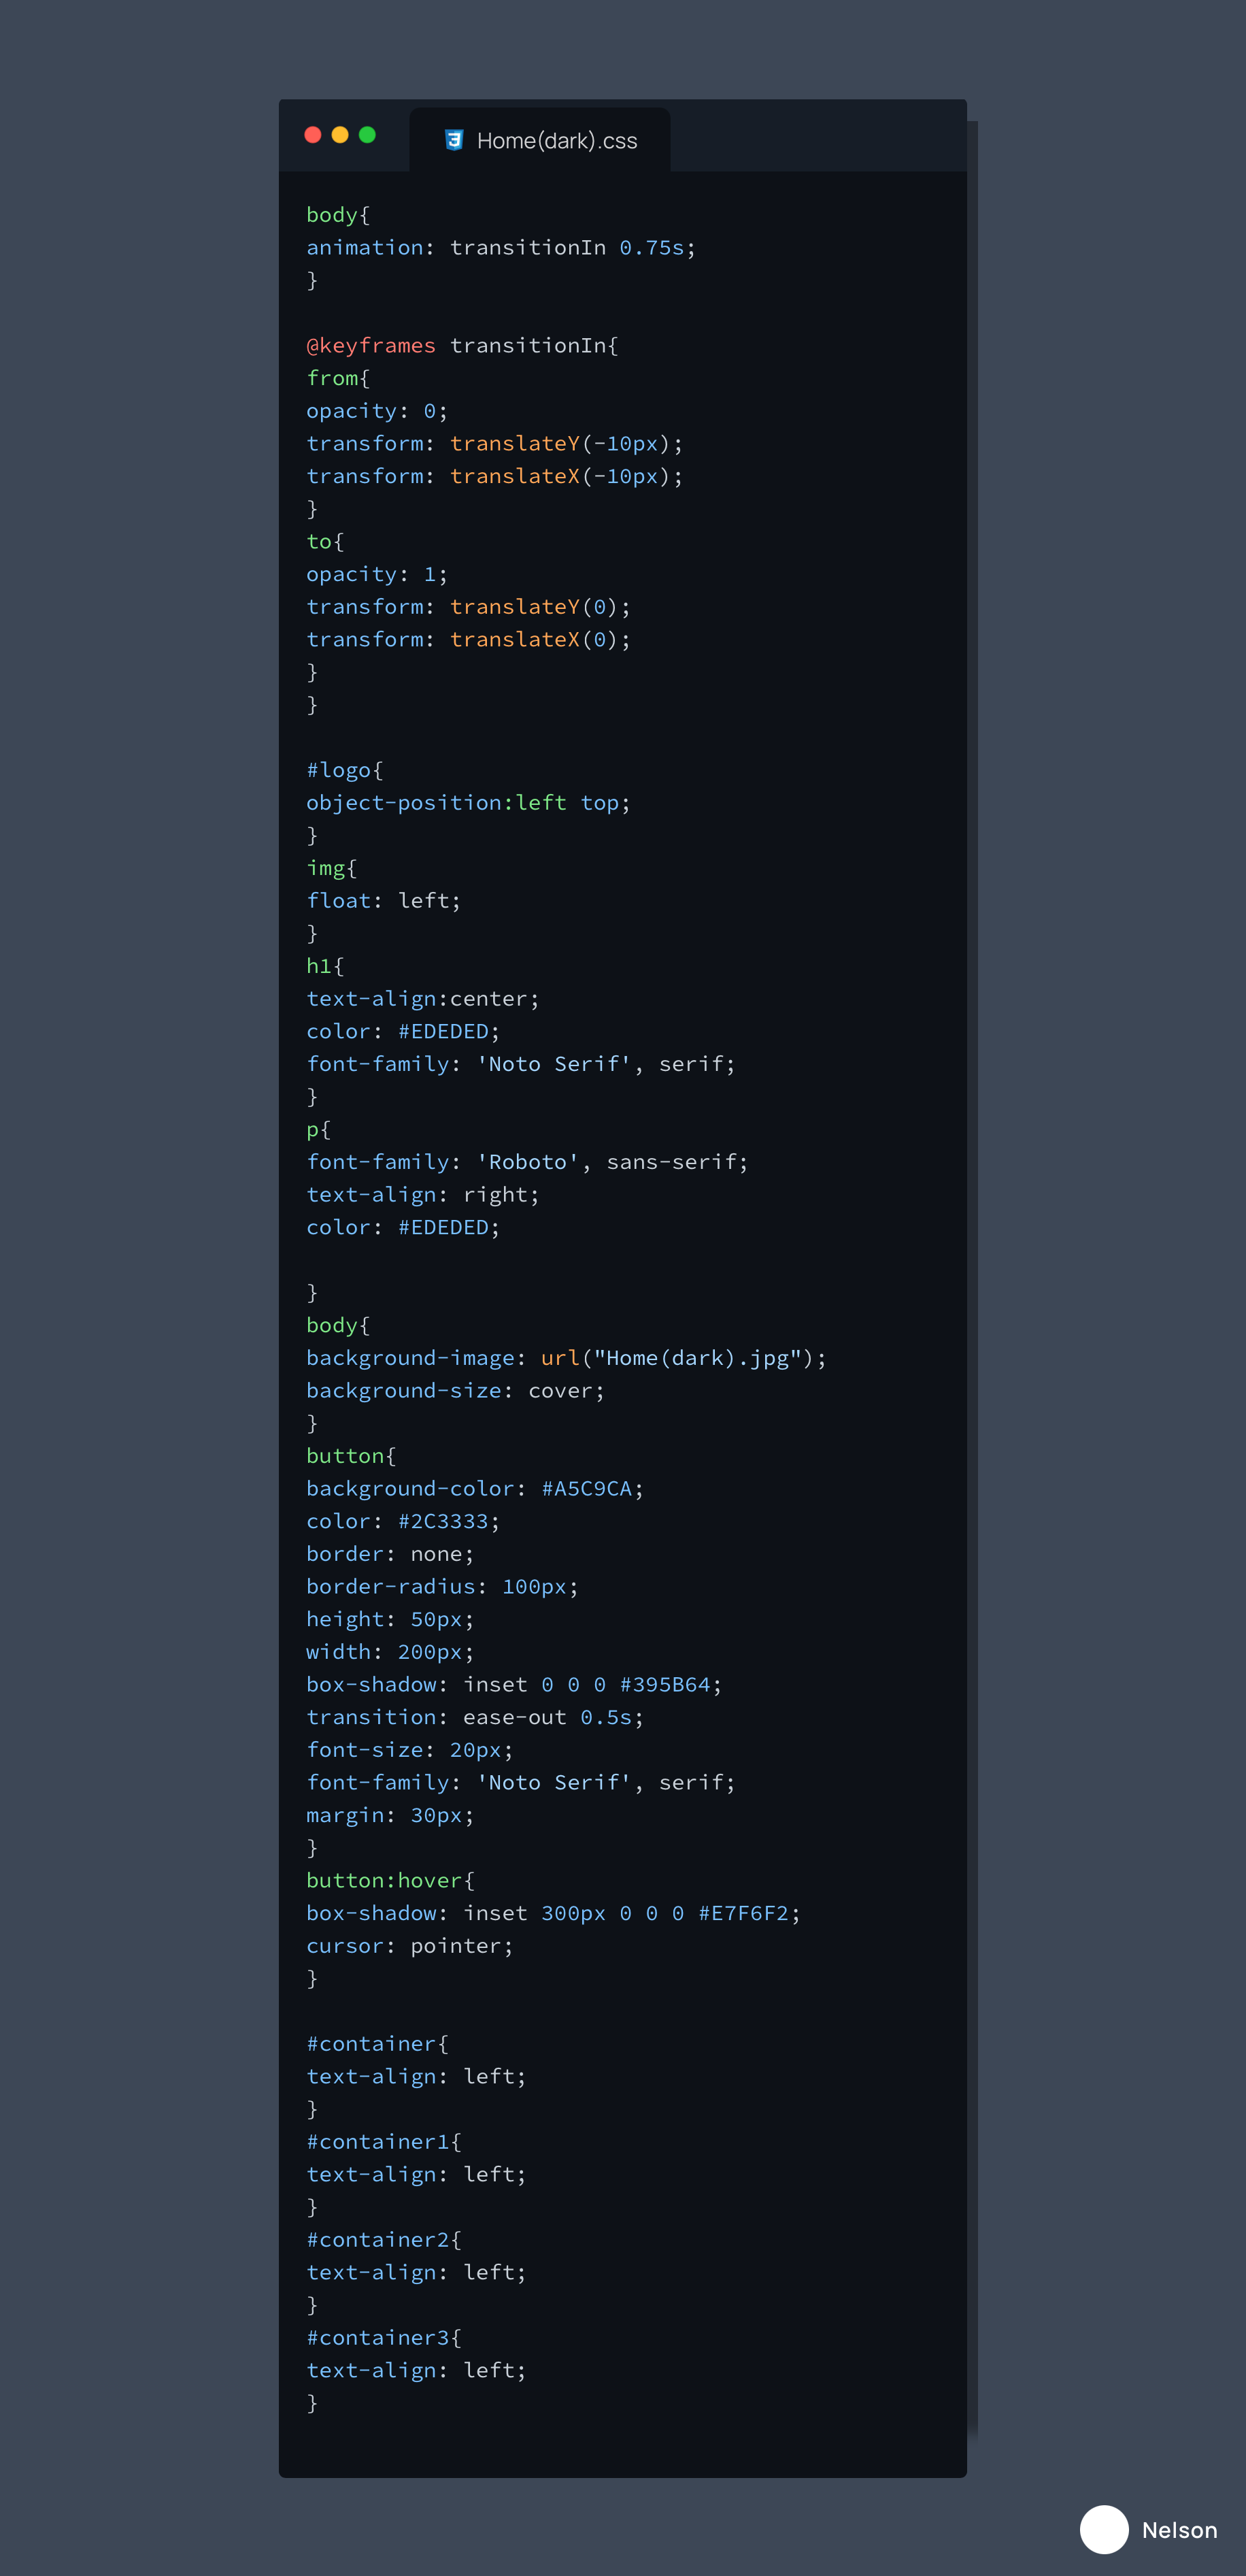 Home(dark).css
body{
animation: transitionIn 0.75s;
}
@keyframes transitionIn{
from{
opacity: 0;
transform: translateY(-10px);
transform: translateX(-10px);
}
to{
opacity: 1;
transform: translateY(0);
transform: translateX(0);
}
}
#logo{
object-position:left top;
}
img{
float: left;
}
h1{
text-align:center;
color: #EDEDED;
font-family: 'Noto Serif', serif;
}
p{
font-family: 'Roboto', sans-serif;
text-align: right;
color: #EDEDED;
}
body{
background-image: url("Home(dark).jpg");
background-size: cover;
}
button{
background-color: #A5C9CA;
color: #2C3333;
border: none;
border-radius: 100px;
height: 50px;
width: 200px;
box-shadow: inset 0 0 0 #395B64;
transition: ease-out 0.5s;
font-size: 20px;
font-family: 'Noto Serif', serif;
margin: 30px;
}
button:hover{
box-shadow: inset 300px 0 0 0 #E7F6F2;
cursor: pointer;
}
#container{
text-align: left;
}
#container1{
text-align: left;
}
#container2{
text-align: left;
}
#container3{
text-align: left;
}
Nelson